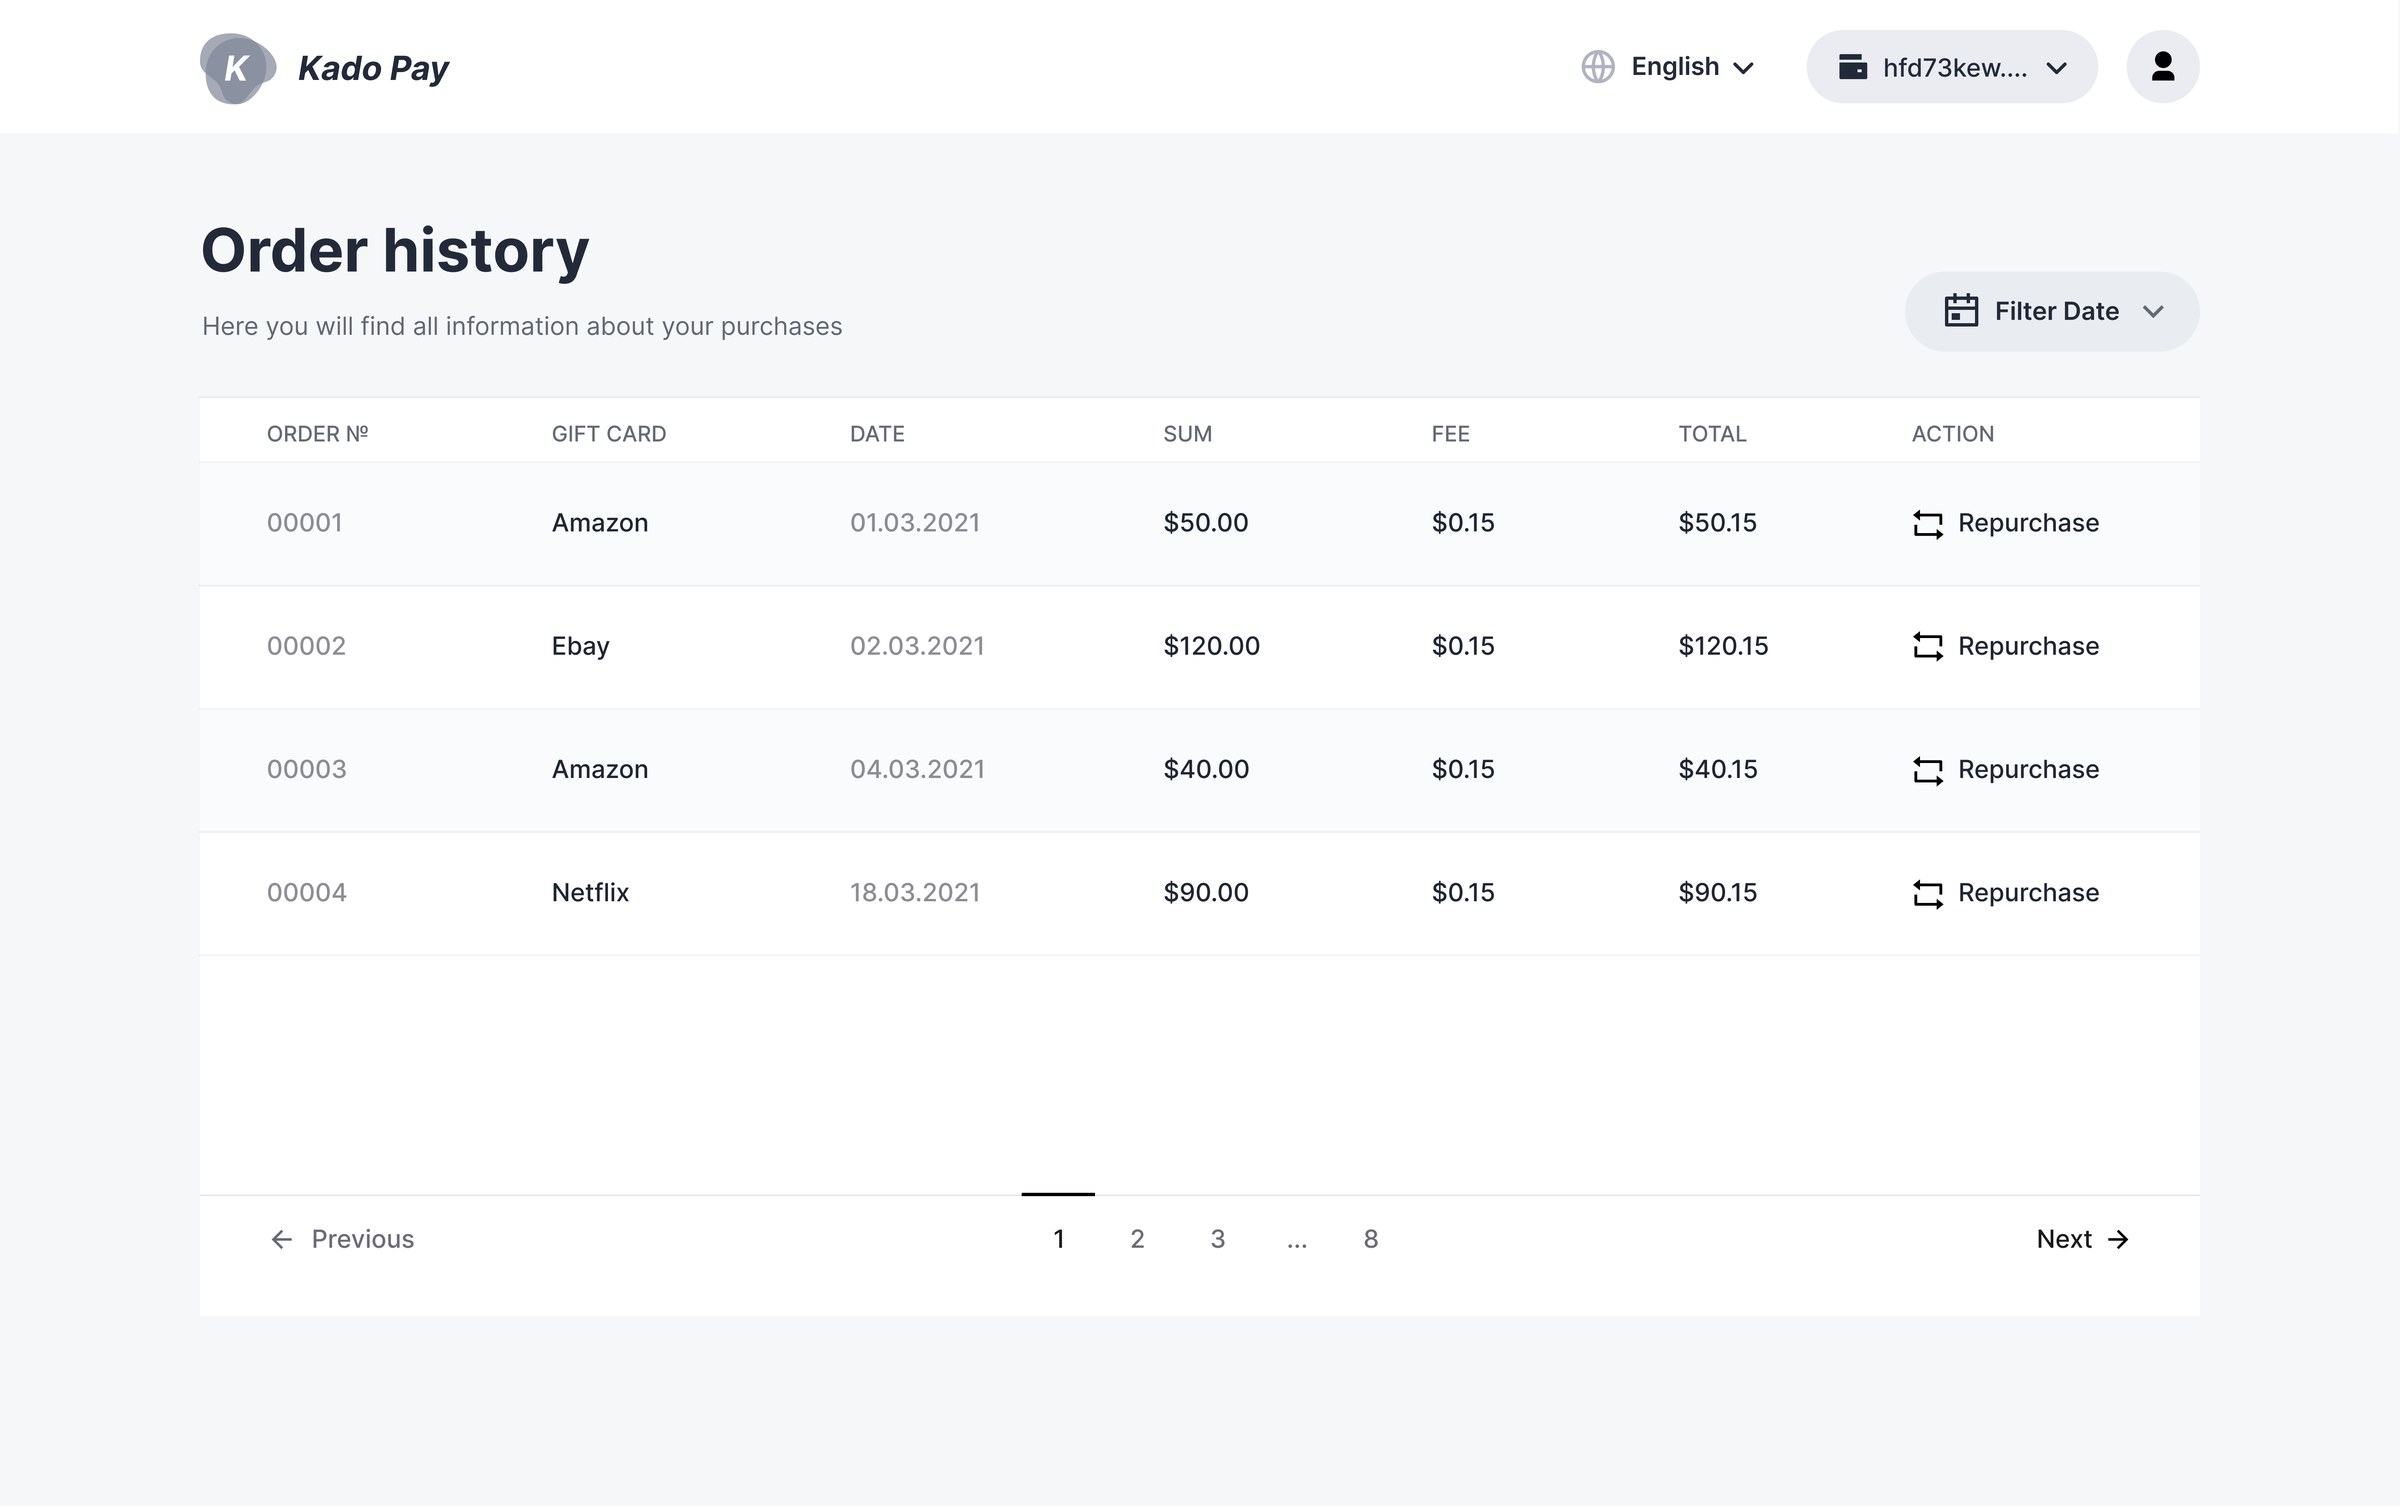 K Kado Pay English hfd73kew....
Order history
Here you will find all information about your purchases
Filter Date
ORDER Nº GIFT CARD DATE SUM FEE TOTAL ACTION
00001 Amazon 01.03.2021 $50.00 $0.15 $50.15 Repurchase
00002 Ebay 02.03.2021 $120.00 $0.15 $120.15 Repurchase
00003 Amazon 04.03.2021 $40.00 $0.15 $40.15 Repurchase
00004 Netflix 18.03.2021 $90.00 $0.15 $90.15 Repurchase
Previous 1 2 3 ... 8 Next